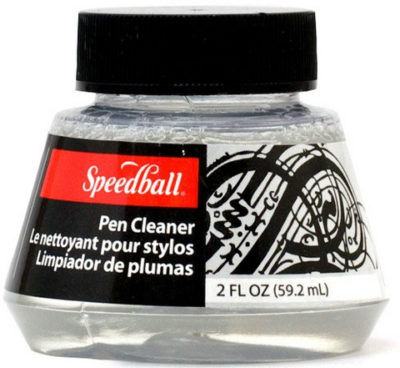 Speedball
Pen Cleaner
Le nettoyant pour stylos
Limpiador de plumas
2 FL OZ (59.2 mL)